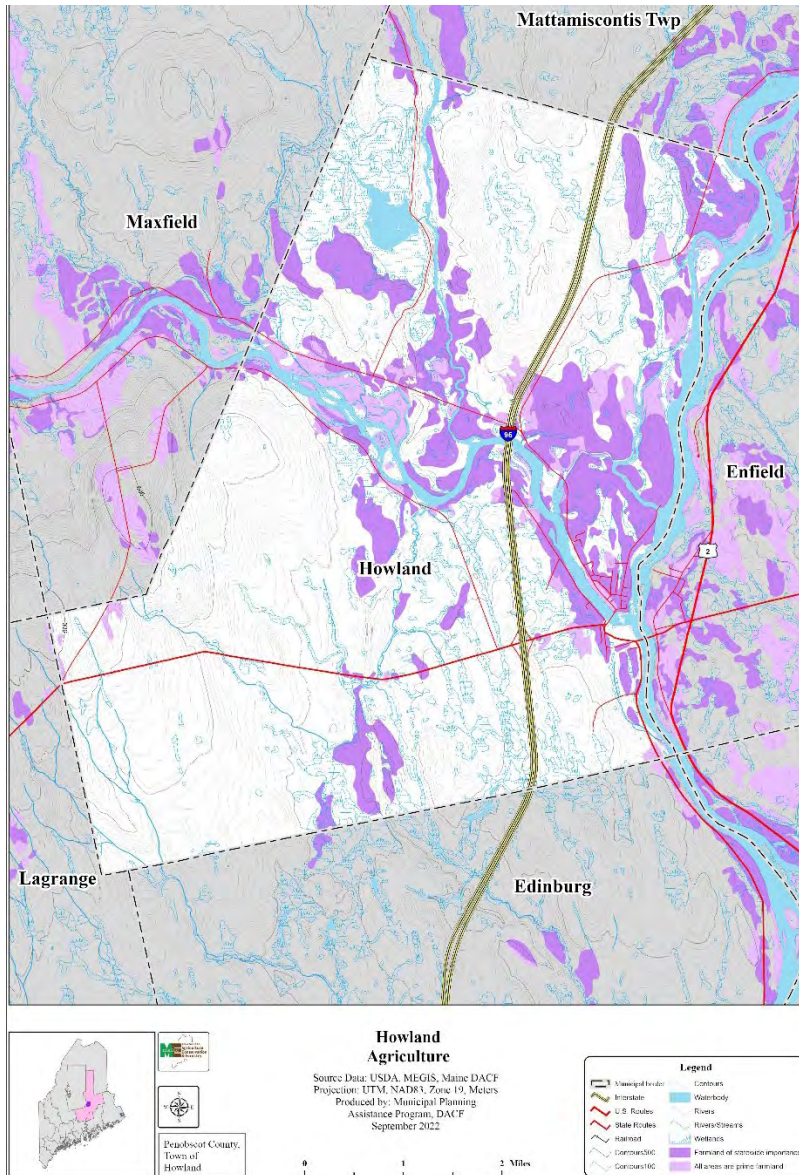 Mattamiscontis Twp
Maxfield
95
Enfield
2
Howland
Lagrange
Edinburg
Howland
Agriculture
Source Data: USDA, MEGIS, Maine DACF
Projection: UTM, NAD83, Zone 19, Meters
Produced by: Municipal Planning
Assistance Program, DACF
September 2022
Penobscot County,
Town of
Howland
0 1 2 Miles
Legend
Municipal border
Interstate
U.S. Routes
State Routes
Railroad
Contours500
Contours100
Contours
Waterbody
Rivers
Rivers/Streams
Wetlands
Farmland of stateside importance
All areas are prime farmland